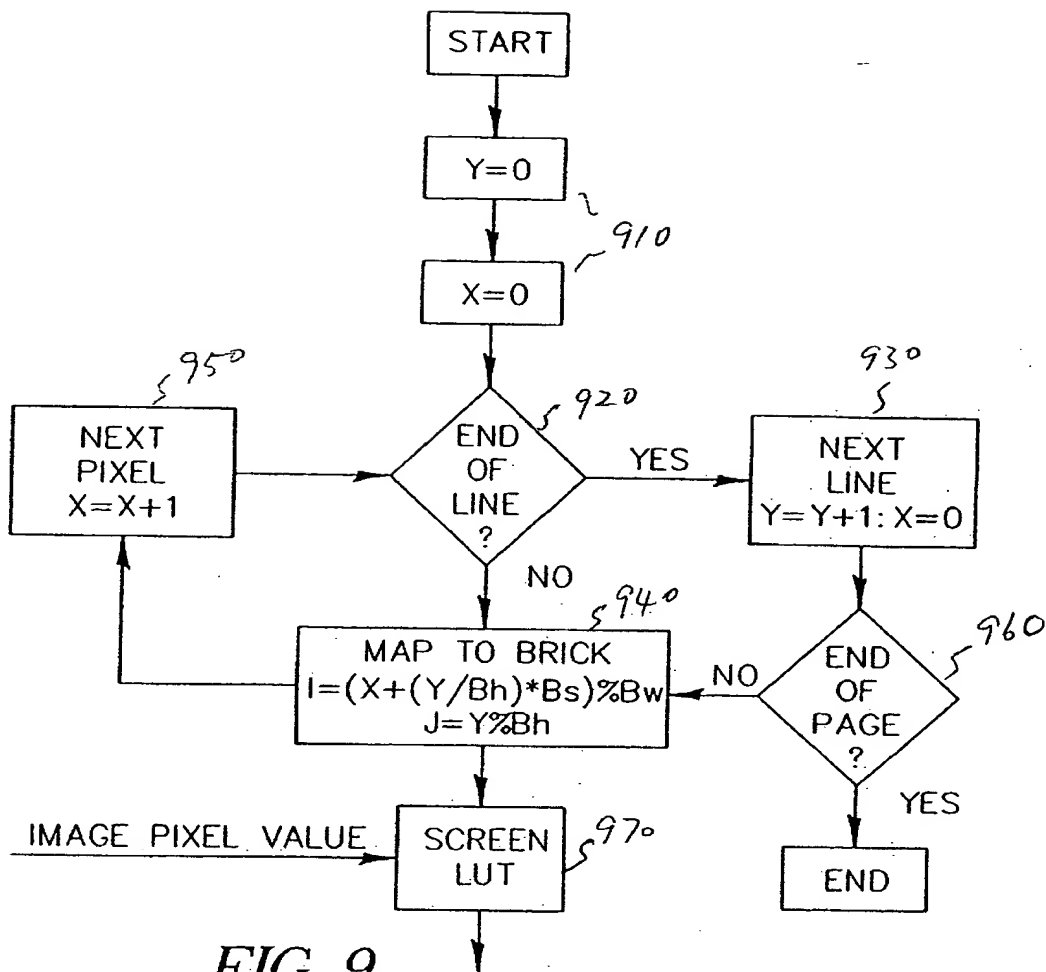 START
Y=0
910
X=0
950
920
930
NEXT
PIXEL
X=X+1
END
OF
LINE
?
YES
NEXT
LINE
Y=Y+1: X=0
NO
940
960
MAP TO BRICK
I=(X+(Y/Bh)*Bs)%Bw
J=Y%Bh
NO
END
OF
PAGE
?
YES
END
IMAGE PIXEL VALUE
SCREEN
LUT
970
FIG. 9